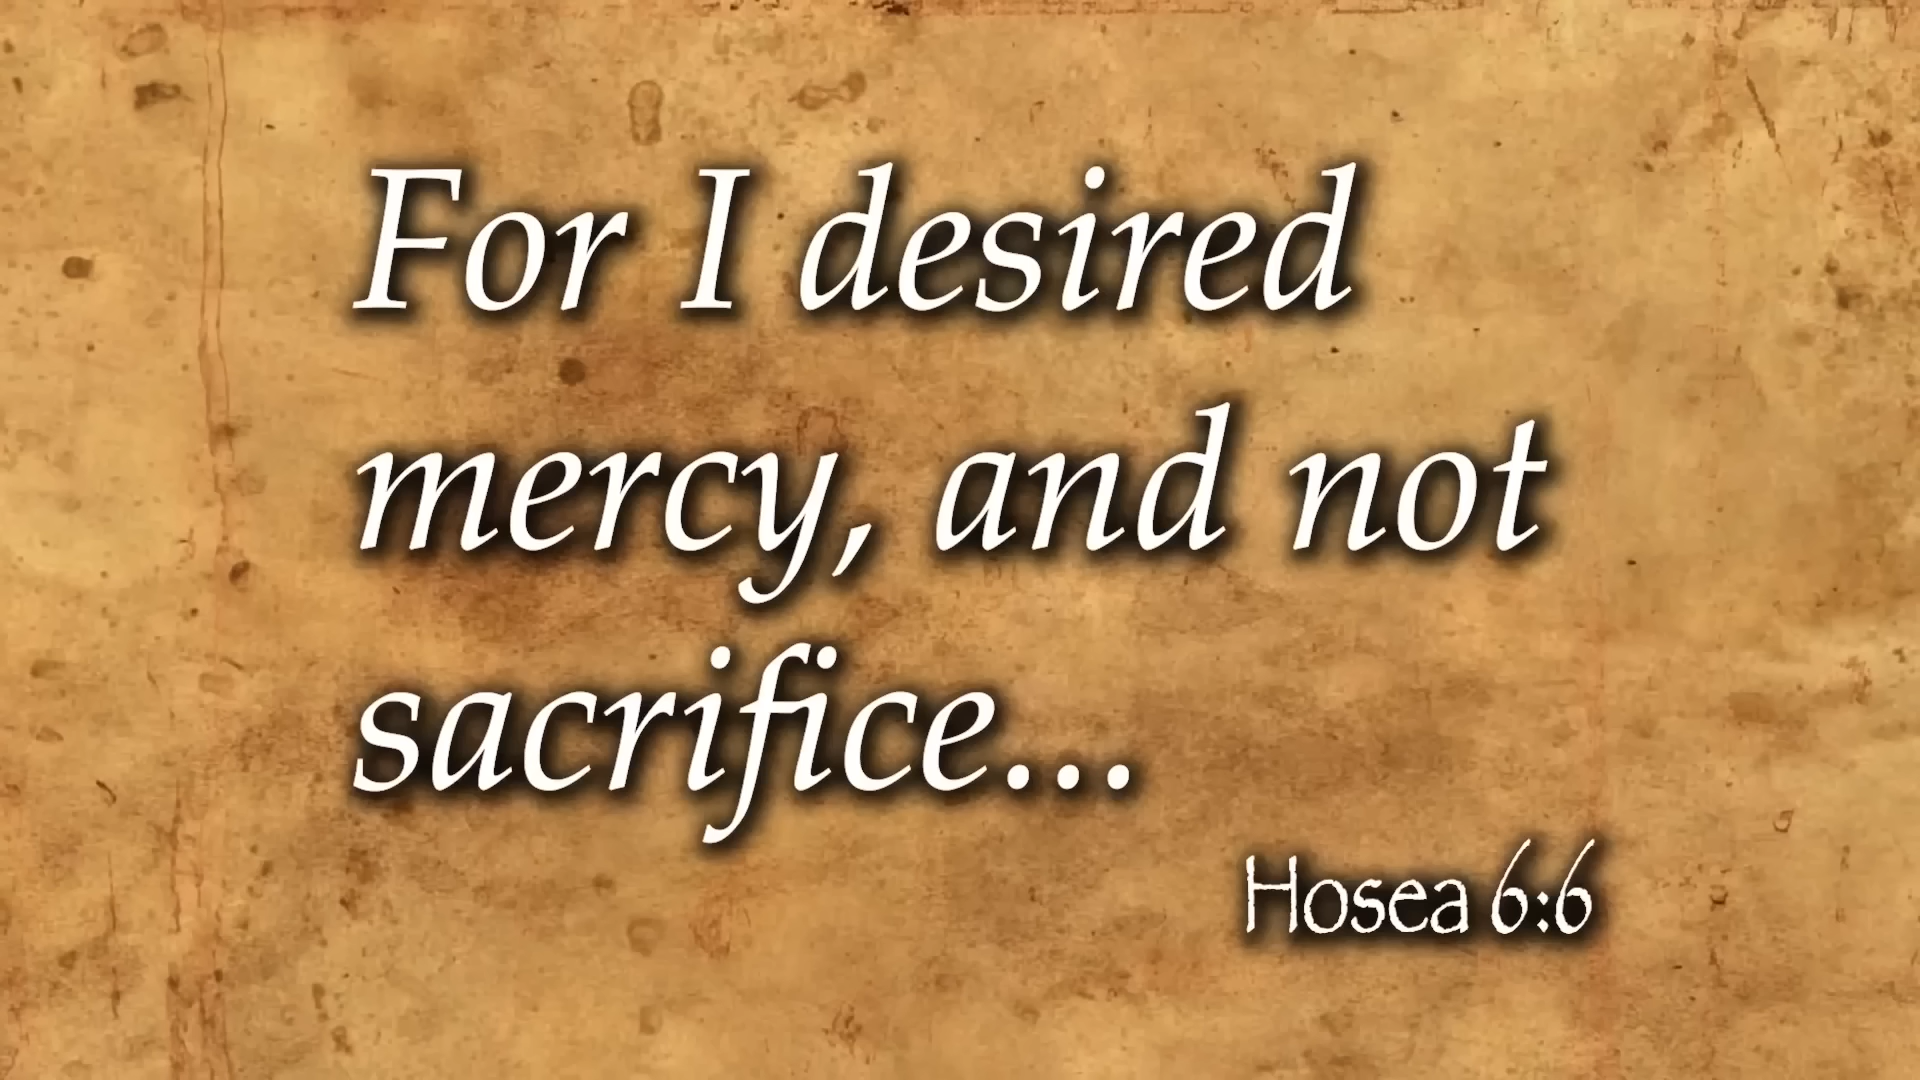 For I desired
mercy, and not
sacrifice...
Hosea 6:6